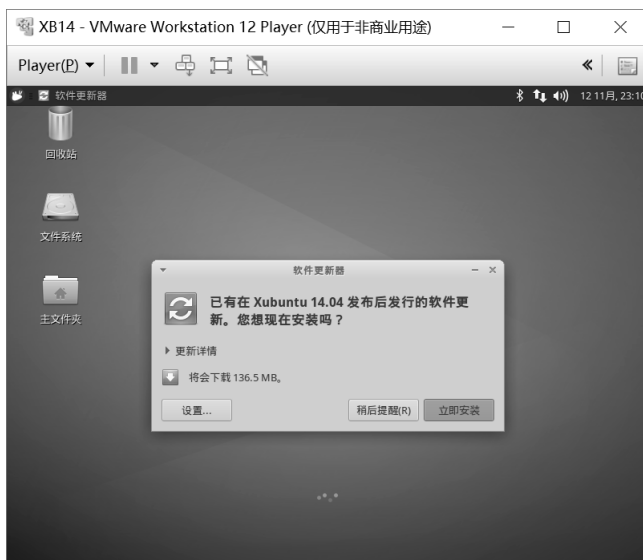 XB14 - VMware Workstation 12 Player (仅用于非商业用途)
Player(P)
软件更新器
12 11月, 23:10
回收站
文件系统
主文件夹
软件更新器
已有在 Xubuntu 14.04 发布后发行的软件更
新。您想现在安装吗？
更新详情
将会下载 136.5 MB。
设置...
稍后提醒(R)
立即安装